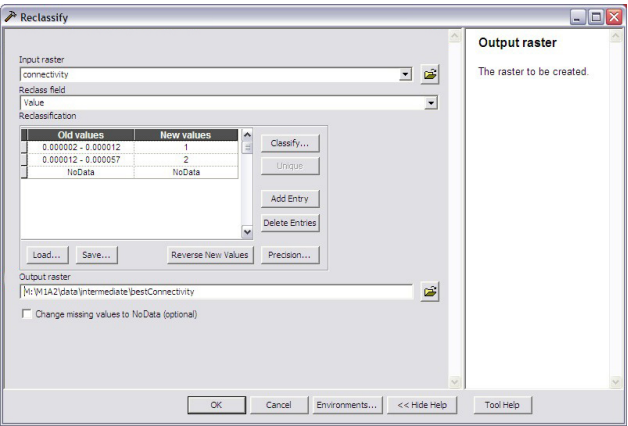 Reclassify
Input raster
connectivity
Reclass field
Value
Reclassification
Old values New values
0.000002 - 0.000012 1
0.000012 - 0.000057 2
NoData NoData
Classify...
Unique
Add Entry
Delete Entries
Load... Save... Reverse New Values Precision...
Output raster
M:\M1A2\data\intermediate\bestConnectivity
Change missing values to NoData (optional)
OK Cancel Environments... << Hide Help Tool Help
Output raster
The raster to be created.